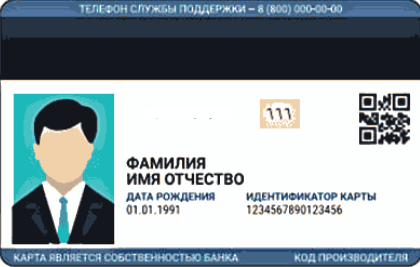 ТЕЛЕФОН СЛУЖБЫ ПОДДЕРЖКИ – 8 (800) 000-00-00
111
ФАМИЛИЯ
ИМЯ ОТЧЕСТВО
ДАТА РОЖДЕНИЯ ИДЕНТИФИКАТОР КАРТЫ
01.01.1991 1234567890123456
КАРТА ЯВЛЯЕТСЯ СОБСТВЕННОСТЬЮ БАНКА КОД ПРОИЗВОДИТЕЛЯ